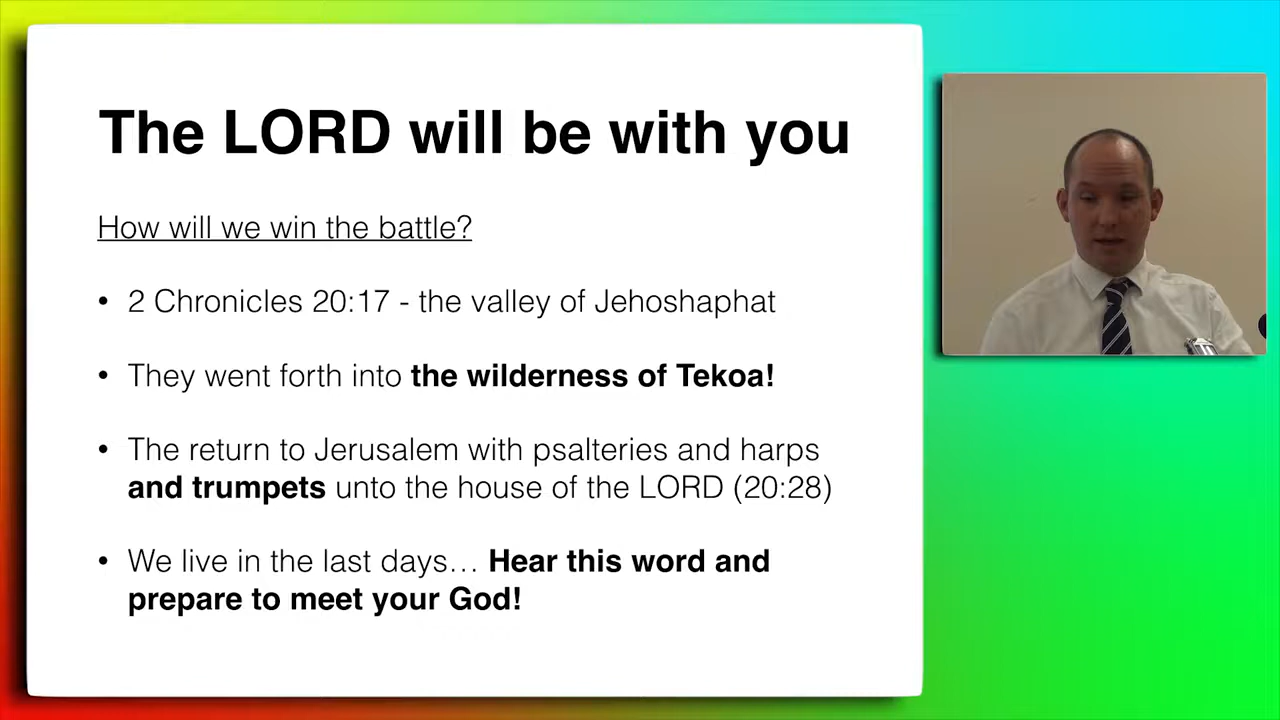 The LORD will be with you
How will we win the battle?
• 2 Chronicles 20:17 - the valley of Jehoshaphat
• They went forth into the wilderness of Tekoa!
• The return to Jerusalem with psalteries and harps
and trumpets unto the house of the LORD (20:28)
• We live in the last days… Hear this word and
prepare to meet your God!